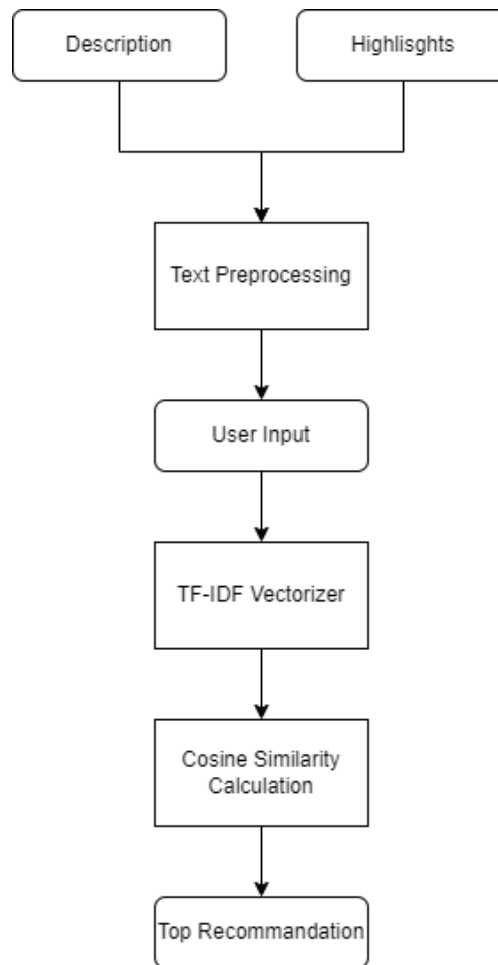 Description
Highlisghts
Text Preprocessing
User Input
TF-IDF Vectorizer
Cosine Similarity
Calculation
Top Recommandation